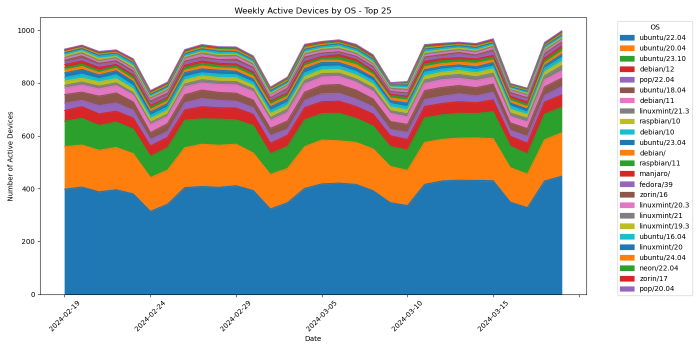 Weekly Active Devices by OS - Top 25
Number of Active Devices
1000
800
600
400
200
0
2024-02-19
2024-02-24
2024-02-29
2024-03-05
2024-03-10
2024-03-15
Date
OS
ubuntu/22.04
ubuntu/20.04
ubuntu/23.10
debian/12
pop/22.04
ubuntu/18.04
debian/11
linuxmint/21.3
raspbian/10
debian/10
ubuntu/23.04
debian/
raspbian/11
manjaro/
fedora/39
zorin/16
linuxmint/20.3
linuxmint/21
linuxmint/19.3
ubuntu/16.04
linuxmint/20
ubuntu/24.04
neon/22.04
zorin/17
pop/20.04